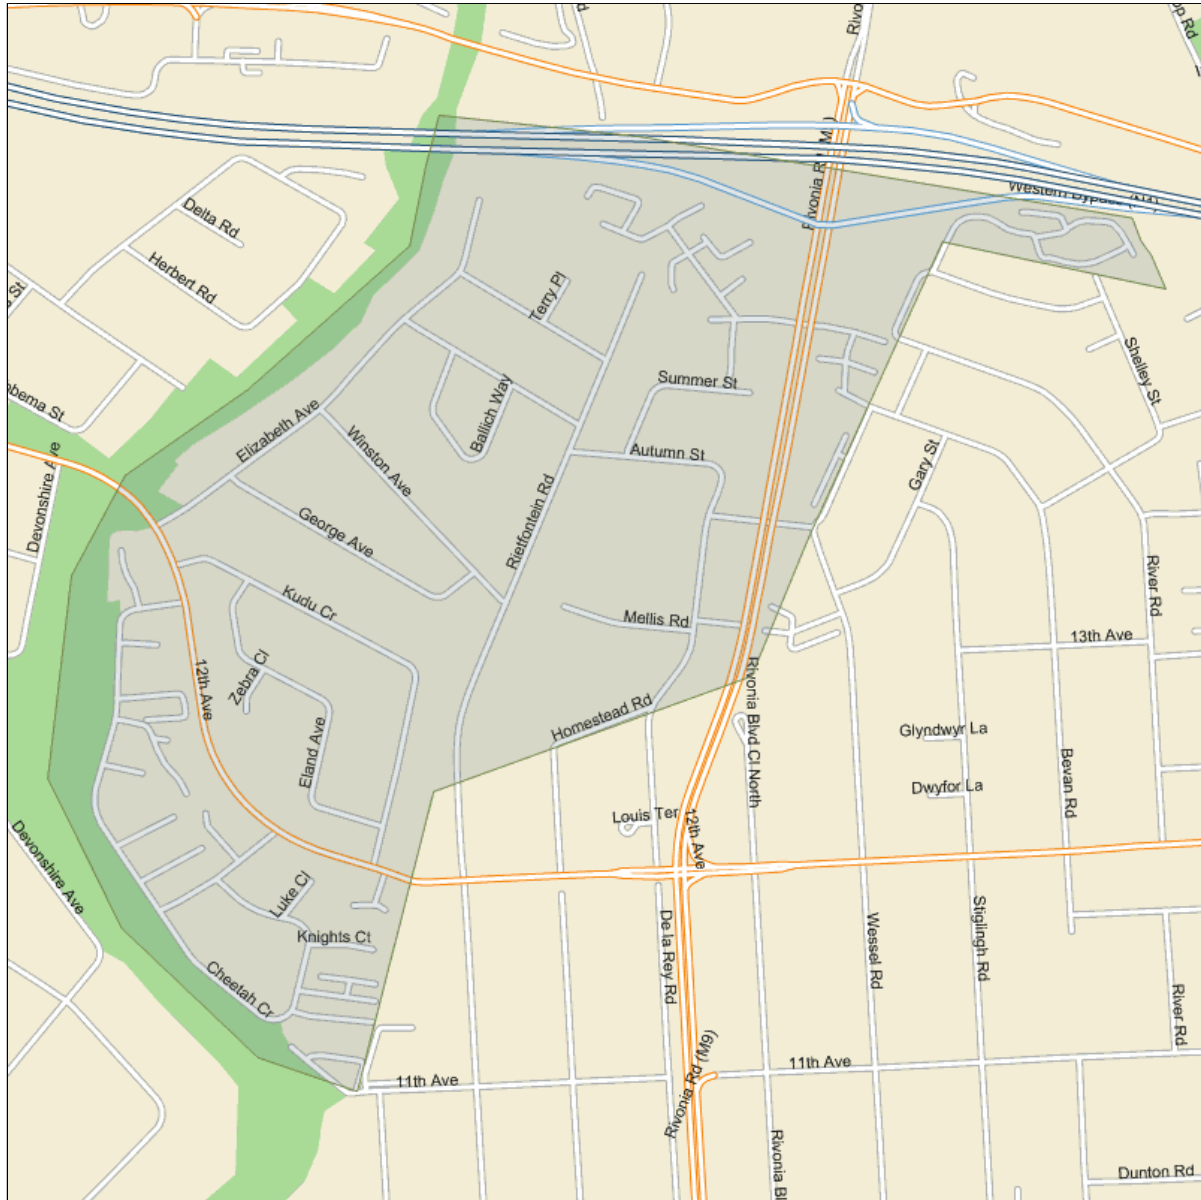 Delta Rd
Herbert Rd
Western Bypass (N1)
Terry Pl
Shelley St
Summer St
Ballich Way
Elizabeth Ave
Winston Ave
Autumn St
Gary St
Devonshire Ave
Rietfontein Rd
George Ave
Kudu Cr
Mellis Rd
River Rd
13th Ave
Zebra Cl
12th Ave
Homestead Rd
Rivonia Blvd Cl North
Eland Ave
Glyndwyr La
Dwyfor La
Bevan Rd
Louis Ter
12th Ave
Devonshire Ave
Luke Cl
Knights Ct
De la Rey Rd
Wessel Rd
Stiglingh Rd
Cheetah Cr
River Rd
11th Ave
Rivonia Rd (M9)
11th Ave
Dunton Rd